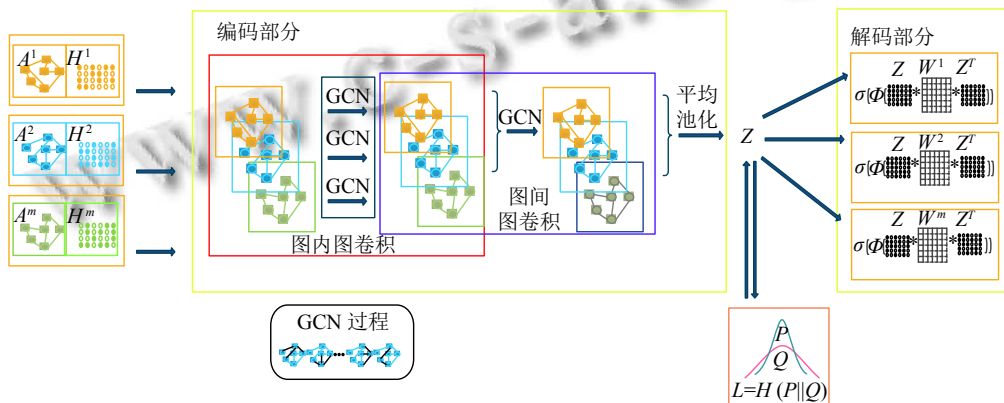 www.c-s-a.
编码部分
解码部分
A¹ H¹
A² H²
Aᵐ Hᵐ
GCN
GCN
GCN
图内图卷积
GCN
图间
图卷积
平均
池化
Z
Z W¹ Zᵀ
σ(Φ( * * ))
Z W² Zᵀ
σ(Φ( * * ))
Z Wᵐ Zᵀ
σ(Φ( * * ))
GCN 过程
...
P
Q
L=H (P||Q)